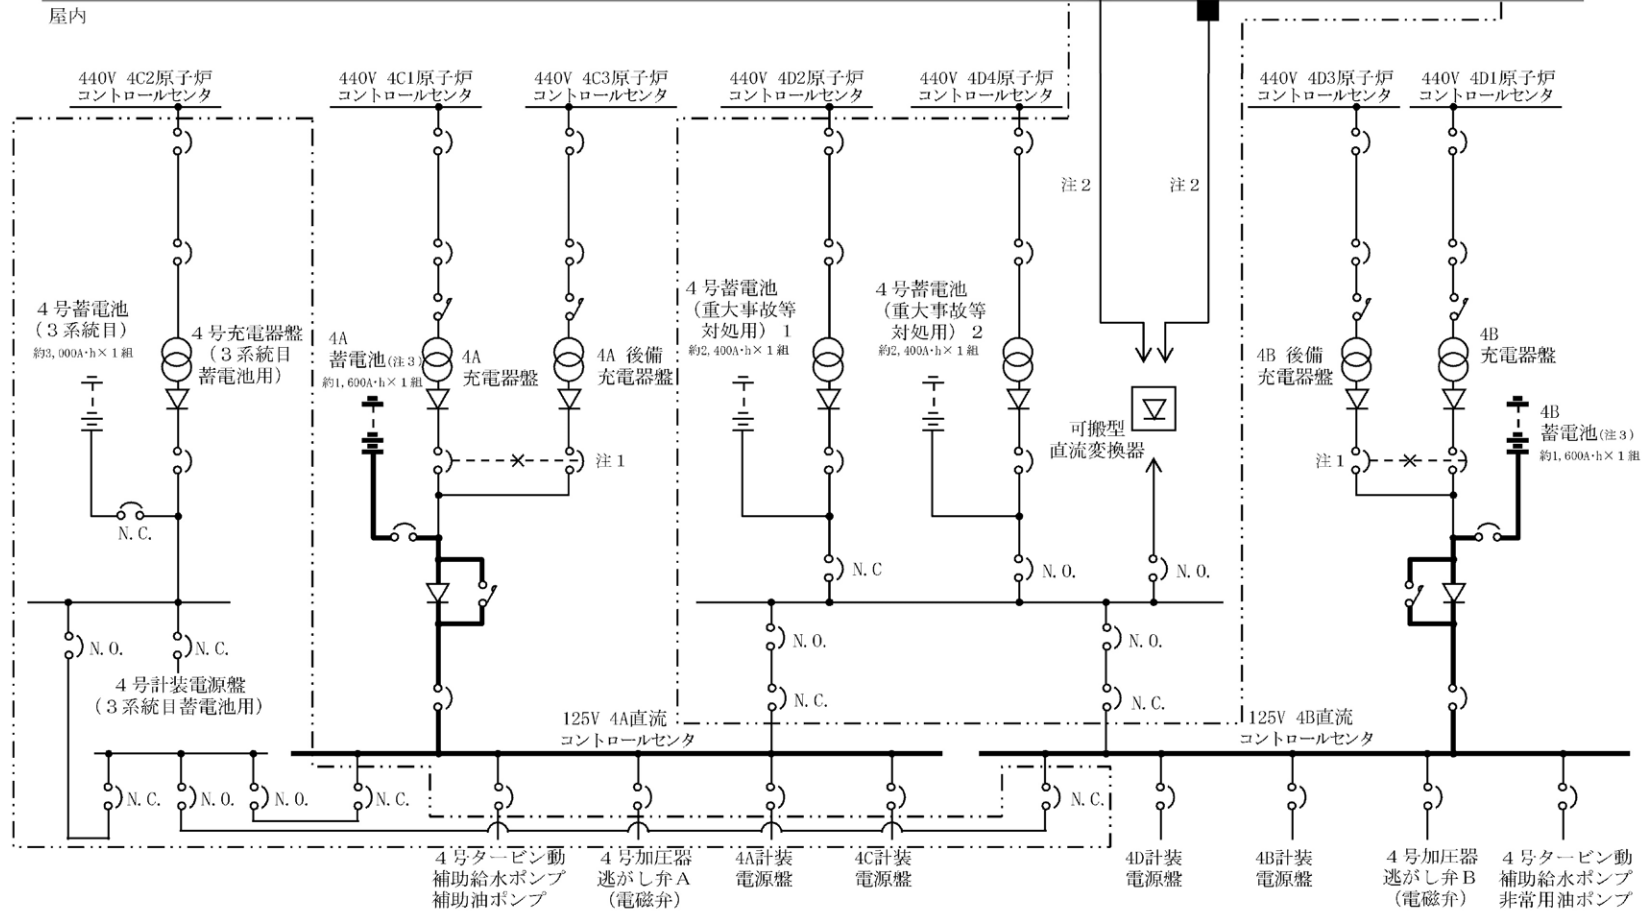 屋内
440V 4C2原子炉
コントロールセンタ
440V 4C1原子炉
コントロールセンタ
440V 4C3原子炉
コントロールセンタ
440V 4D2原子炉
コントロールセンタ
440V 4D4原子炉
コントロールセンタ
440V 4D3原子炉
コントロールセンタ
440V 4D1原子炉
コントロールセンタ
注2
注2
4号蓄電池
(3系統目)
約3,000A・h×1組
4号充電器盤
(3系統目
蓄電池用)
4A
蓄電池(注3)
約1,600A・h×1組
4A
充電器盤
4A 後備
充電器盤
4号蓄電池
(重大事故等
対処用)1
約2,400A・h×1組
4号蓄電池
(重大事故等
対処用)2
約2,400A・h×1組
可搬型
直流変換器
4B 後備
充電器盤
4B
充電器盤
4B
蓄電池(注3)
約1,600A・h×1組
注1
注1
N.C.
N.C
N.O.
N.O.
N.O.
N.C.
N.O.
N.O.
N.C.
N.C.
4号計装電源盤
(3系統目蓄電池用)
125V 4A直流
コントロールセンタ
125V 4B直流
コントロールセンタ
N.C.
N.O.
N.O.
N.C.
N.C.
4号タービン動
補助給水ポンプ
補助油ポンプ
4号加圧器
逃がし弁A
(電磁弁)
4A計装
電源盤
4C計装
電源盤
4D計装
電源盤
4B計装
電源盤
4号加圧器
逃がし弁B
(電磁弁)
4号タービン動
補助給水ポンプ
非常用油ポンプ